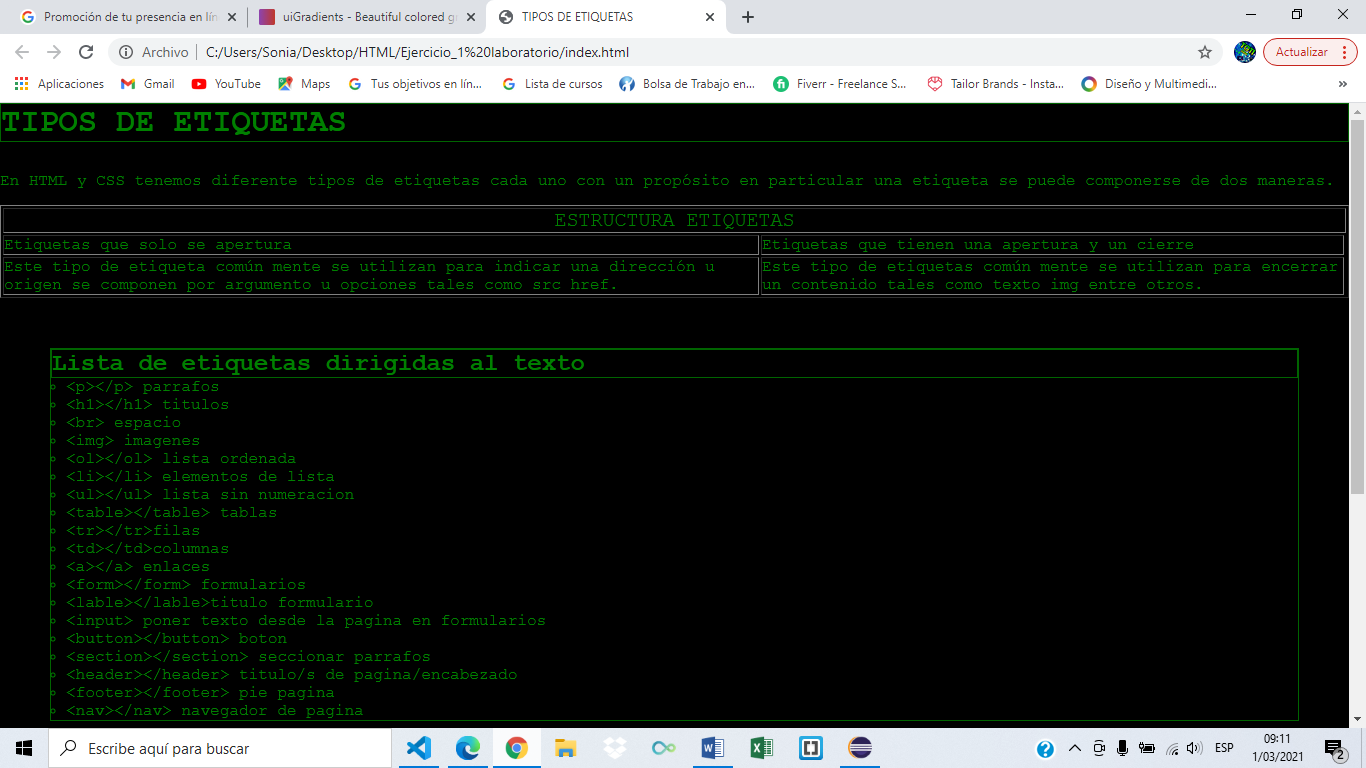 Promoción de tu presencia en lín
uiGradients - Beautiful colored gr
TIPOS DE ETIQUETAS
Archivo | C:/Users/Sonia/Desktop/HTML/Ejercicio_1%20laboratorio/index.html
Actualizar
Aplicaciones
Gmail
YouTube
Maps
Tus objetivos en lín...
Lista de cursos
Bolsa de Trabajo en...
Fiverr - Freelance S...
Tailor Brands - Insta...
Diseño y Multimedi...
»
TIPOS DE ETIQUETAS
En HTML y CSS tenemos diferente tipos de etiquetas cada uno con un propósito en particular una etiqueta se puede componerse de dos maneras.
ESTRUCTURA ETIQUETAS
Etiquetas que solo se apertura
Etiquetas que tienen una apertura y un cierre
Este tipo de etiqueta común mente se utilizan para indicar una dirección u
origen se componen por argumento u opciones tales como src href.
Este tipo de etiquetas común mente se utilizan para encerrar
un contenido tales como texto img entre otros.
Lista de etiquetas dirigidas al texto
<p></p> parrafos
<h1></h1> titulos
<br> espacio
<img> imagenes
<ol></ol> lista ordenada
<li></li> elementos de lista
<ul></ul> lista sin numeracion
<table></table> tablas
<tr></tr>filas
<td></td>columnas
<a></a> enlaces
<form></form> formularios
<lable></lable>titulo formulario
<input> poner texto desde la pagina en formularios
<button></button> boton
<section></section> seccionar parrafos
<header></header> titulo/s de pagina/encabezado
<footer></footer> pie pagina
<nav></nav> navegador de pagina
Escribe aquí para buscar
ESP
09:11
1/03/2021
2